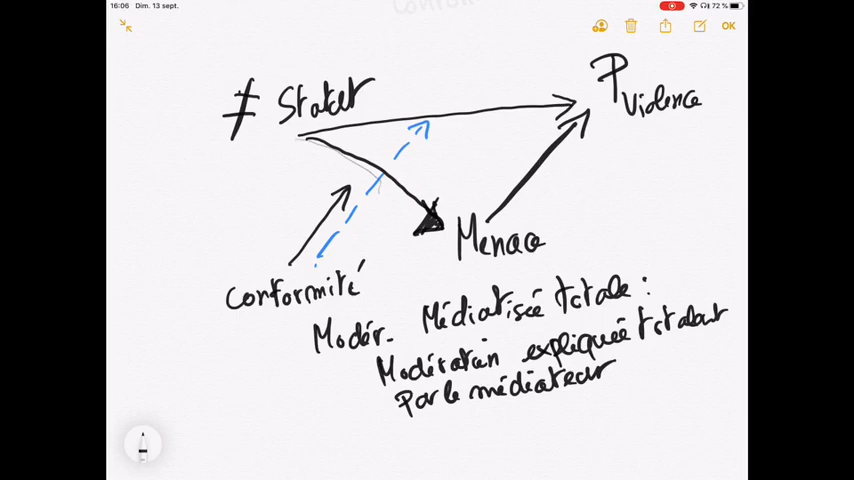 16:06 Dim. 13 sept.
72 %
OK
≠ Statut
P Violence
Menace
Conformité
Modér. Médiatisée totale :
Modération expliquée totalement
Par le médiateur